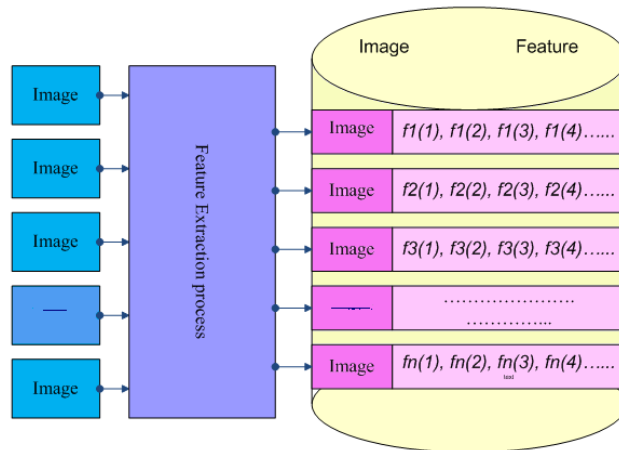 Image Feature
Image
Image
Image
Image
Feature Extraction process
Image f1(1), f1(2), f1(3), f1(4)…...
Image f2(1), f2(2), f2(3), f2(4)…...
Image f3(1), f3(2), f3(3), f3(4)…...
…………………
…………...
Image fn(1), fn(2), fn(3), fn(4)…...
text